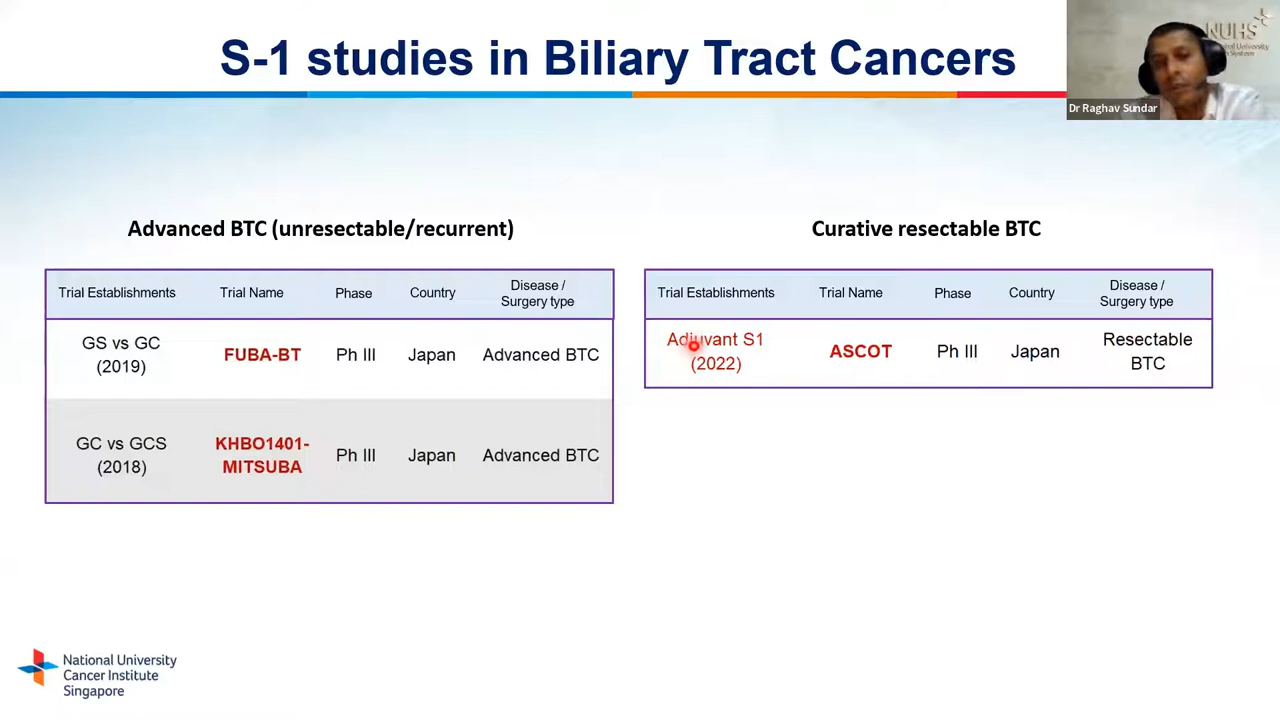 S-1 studies in Biliary Tract Cancers
NUHS
Dr Raghav Sundar
Advanced BTC (unresectable/recurrent)
Trial Establishments Trial Name Phase Country Disease / Surgery type
GS vs GC
(2019)
FUBA-BT
Ph III
Japan
Advanced BTC
GC vs GCS
(2018)
KHBO1401-
MITSUBA
Ph III
Japan
Advanced BTC
Curative resectable BTC
Trial Establishments Trial Name Phase Country Disease / Surgery type
Adjuvant S1
(2022)
ASCOT
Ph III
Japan
Resectable
BTC
National University
Cancer Institute
Singapore